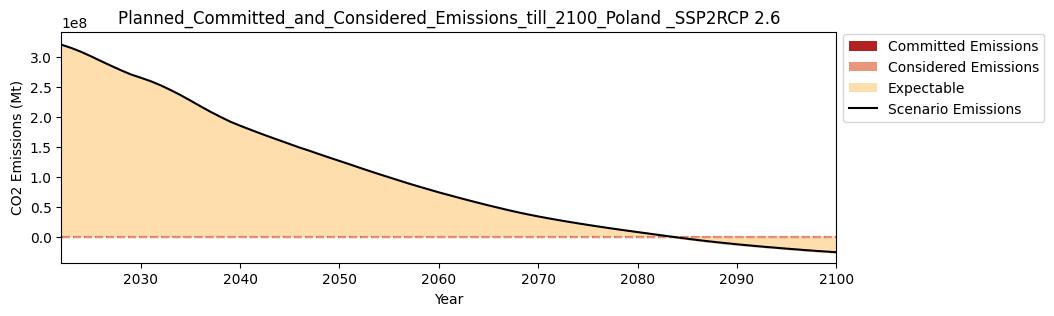 Planned_Committed_and_Considered_Emissions_till_2100_Poland _SSP2RCP 2.6
1e8
3.0
2.5
2.0
1.5
1.0
0.5
0.0
CO2 Emissions (Mt)
2030 2040 2050 2060 2070 2080 2090 2100
Year
Committed Emissions
Considered Emissions
Expectable
Scenario Emissions